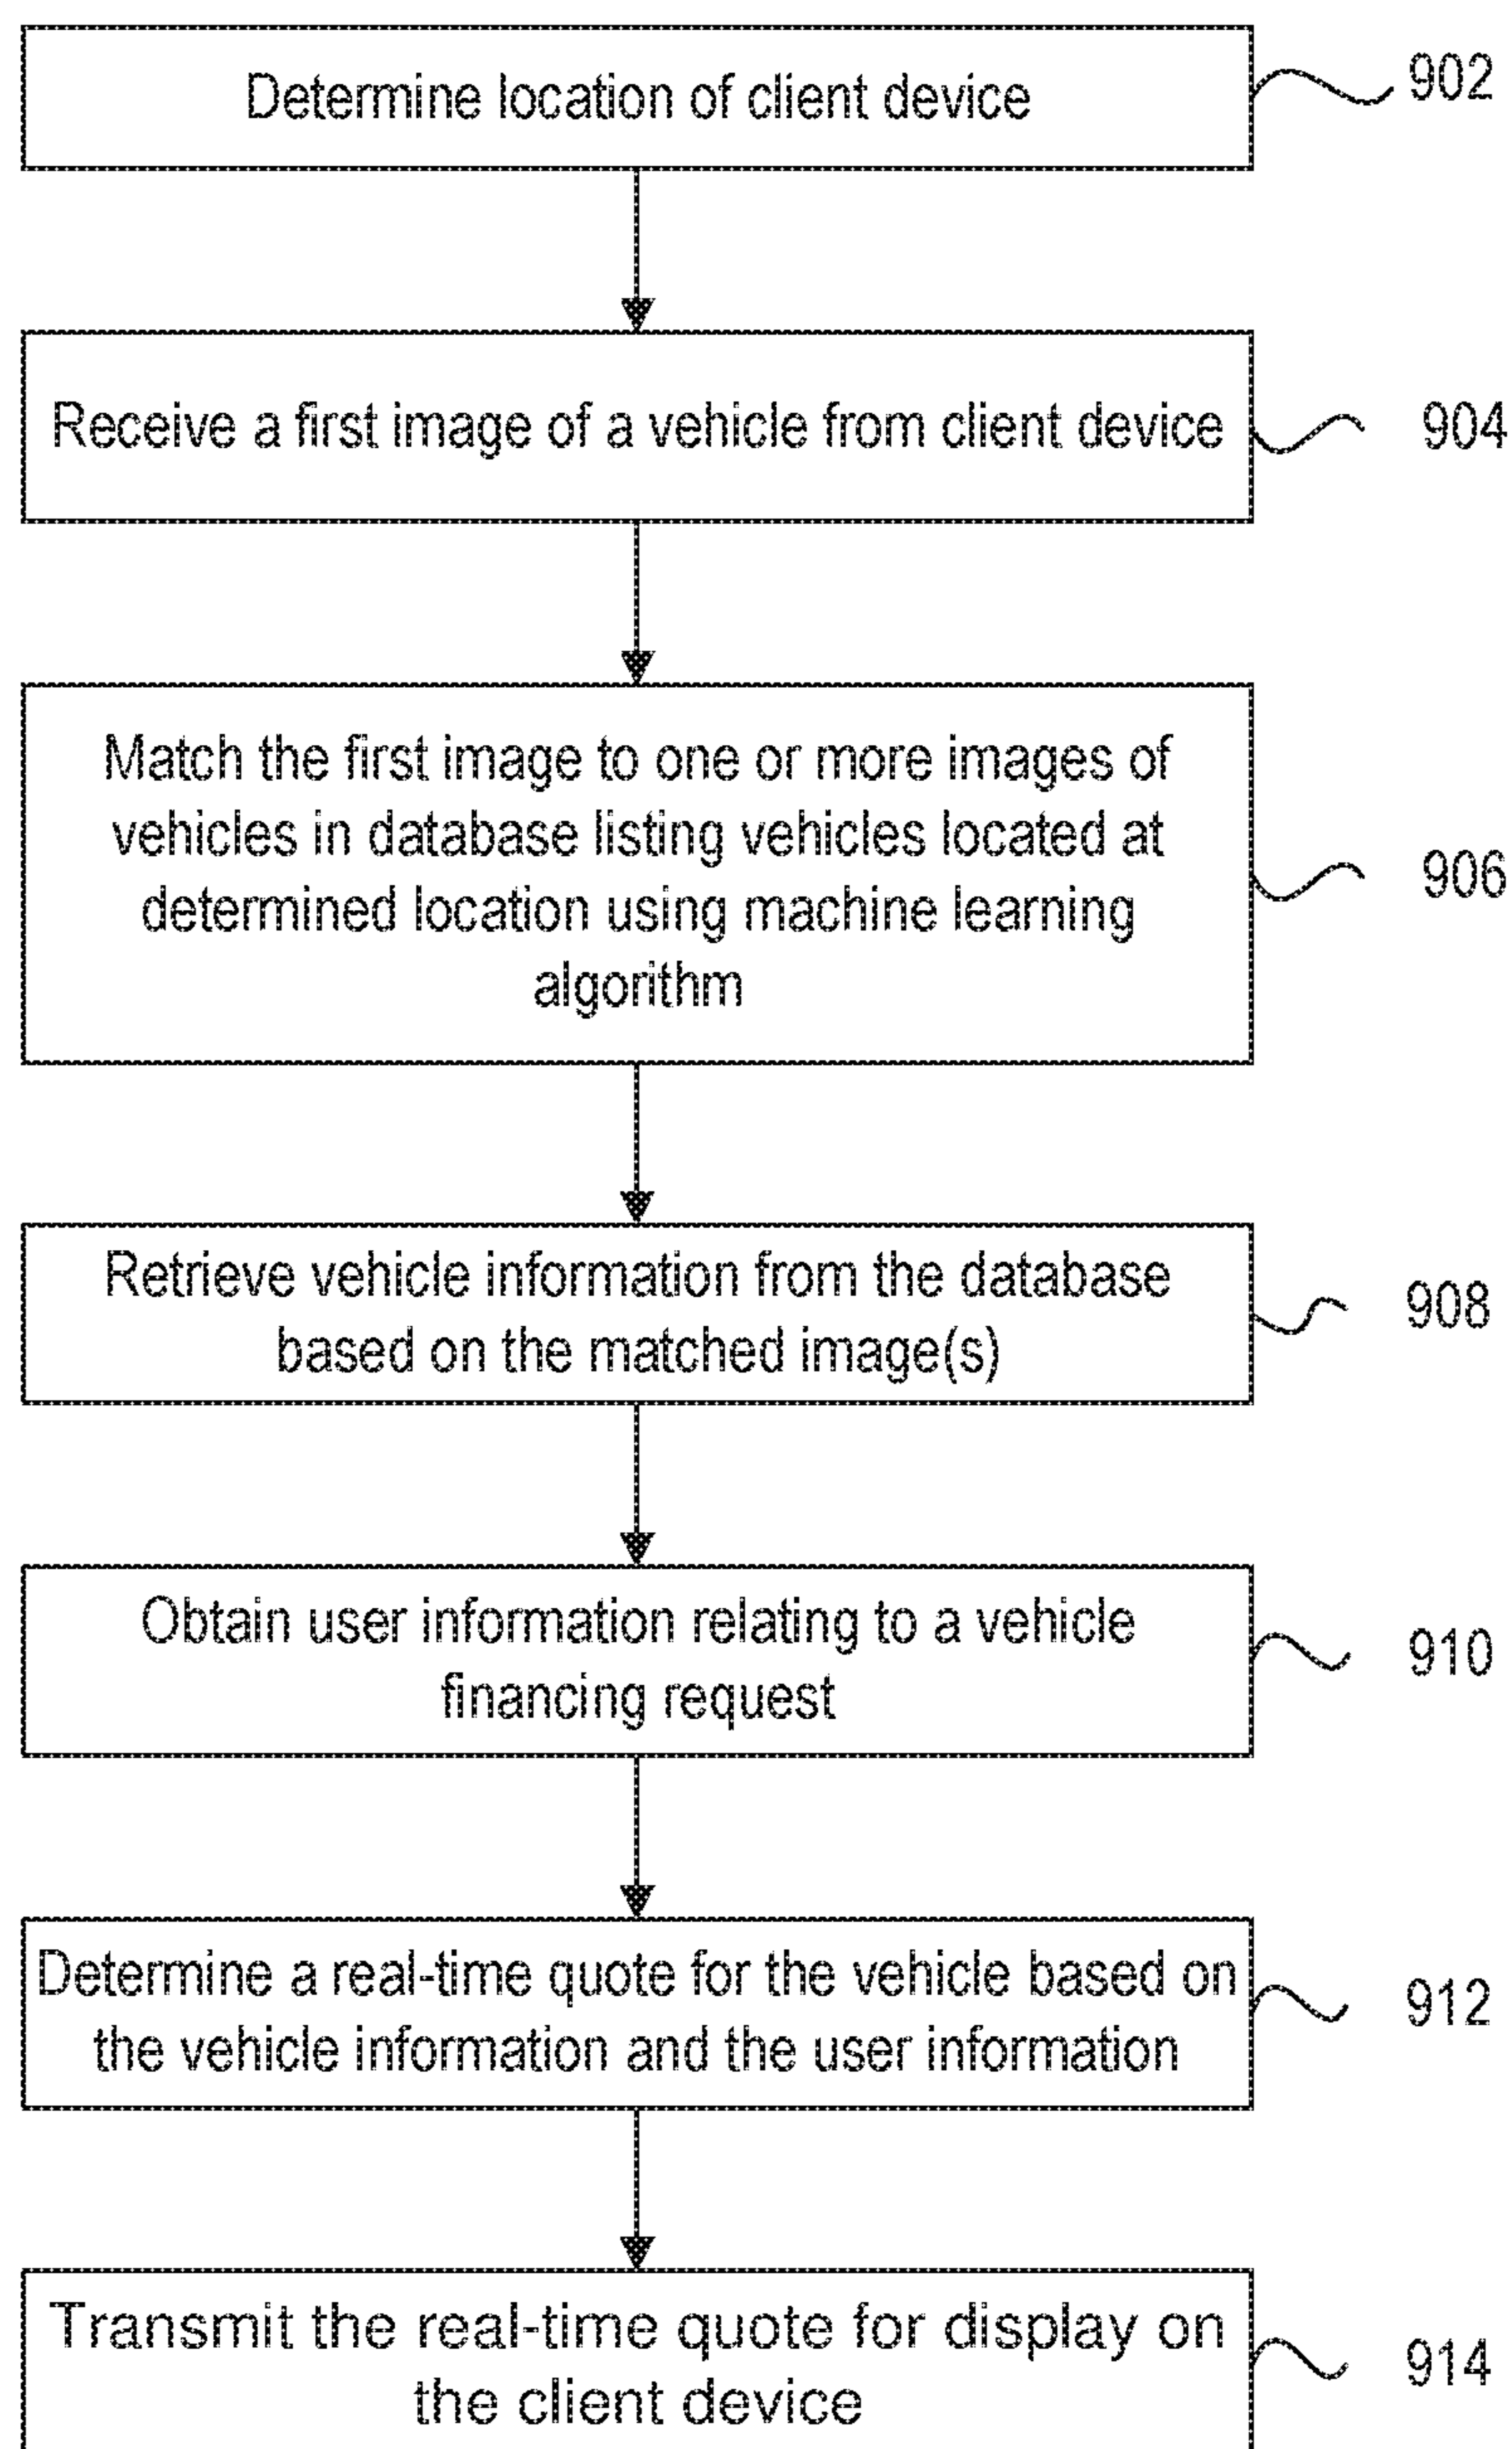 Determine location of client device
902
Receive a first image of a vehicle from client device
904
Match the first image to one or more images of
vehicles in database listing vehicles located at
determined location using machine learning
algorithm
906
Retrieve vehicle information from the database
based on the matched image(s)
908
Obtain user information relating to a vehicle
financing request
910
Determine a real-time quote for the vehicle based on
the vehicle information and the user information
912
Transmit the real-time quote for display on
the client device
914